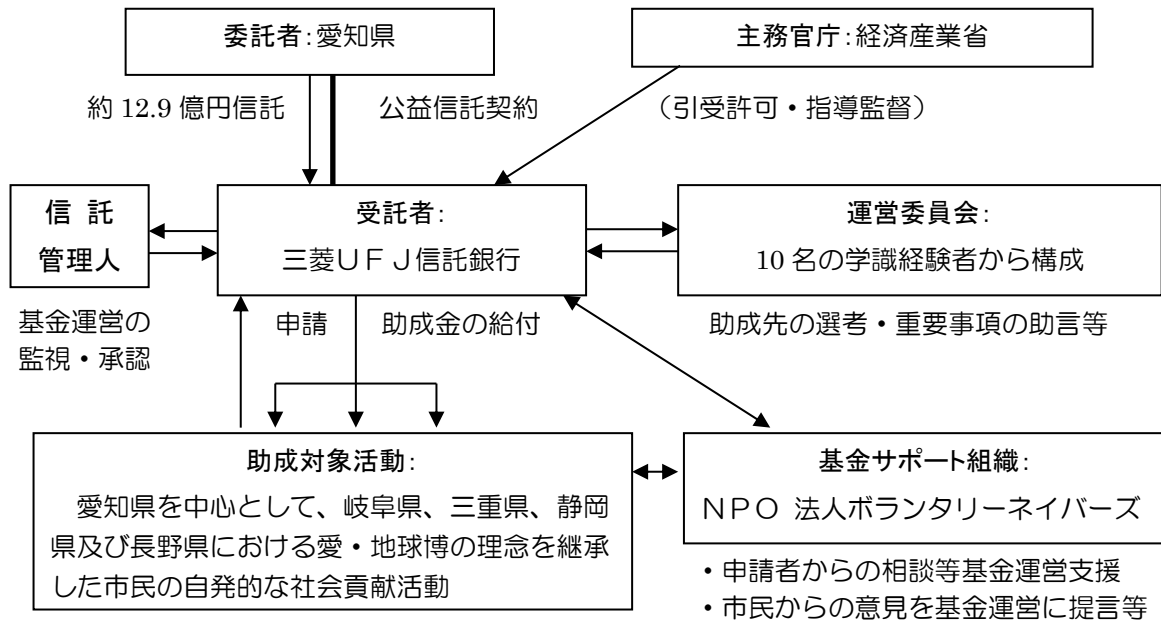 委託者：愛知県
主務官庁：経済産業省
約 12.9 億円信託
公益信託契約
（引受許可・指導監督）
信 託
管理人
受託者：
三菱ＵＦＪ信託銀行
運営委員会：
10 名の学識経験者から構成
基金運営の
監視・承認
申請
助成金の給付
助成先の選考・重要事項の助言等
助成対象活動：
愛知県を中心として、岐阜県、三重県、静岡
県及び長野県における愛・地球博の理念を継承
した市民の自発的な社会貢献活動
基金サポート組織：
ＮＰＯ 法人ボランタリーネイバーズ
・申請者からの相談等基金運営支援
・市民からの意見を基金運営に提言等